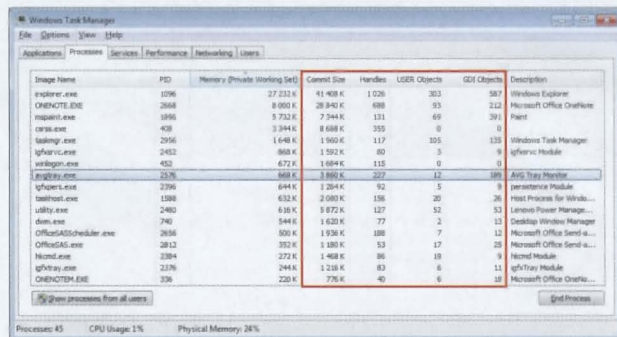 Windows Task Manager
File Options View Help
Applications Processes Services Performance Networking Users
Image Name PID Memory (Private Working Set) Commit Size Handles USER Objects GDI Objects Description
explorer.exe 1096 27 232 K 41 408 K 1 026 303 587 Windows Explorer
ONENOTE.EXE 2668 8 000 K 28 840 K 688 93 212 Microsoft Office OneNote
mspaint.exe 1896 5 732 K 7 344 K 131 69 391 Paint
csrss.exe 408 3 344 K 8 688 K 355 0 0
taskmgr.exe 2956 1 648 K 1 960 K 117 105 135 Windows Task Manager
igfxsrvc.exe 2452 868 K 1 592 K 80 3 9 igfxsrvc Module
winlogon.exe 452 672 K 1 684 K 115 0 0
avgtray.exe 2576 668 K 3 860 K 227 12 189 AVG Tray Monitor
igfxpers.exe 2396 644 K 1 264 K 92 5 9 persistence Module
taskhost.exe 1588 632 K 2 080 K 156 20 26 Host Process for Windo...
utility.exe 2480 616 K 5 872 K 127 52 53 Lenovo Power Manage...
dwm.exe 740 544 K 1 620 K 77 2 13 Desktop Window Manager
OfficeSASScheduler.exe 2656 500 K 1 936 K 188 7 12 Microsoft Office Send-a...
OfficeSAS.exe 2812 352 K 1 180 K 53 17 25 Microsoft Office Send-a...
hkcmd.exe 2384 272 K 1 468 K 86 19 9 hkcmd Module
igfxtray.exe 2376 244 K 1 216 K 83 6 11 igfxTray Module
ONENOTEM.EXE 336 220 K 776 K 40 6 18 Microsoft Office OneNo...
Show processes from all users End Process
Processes: 45 CPU Usage: 1% Physical Memory: 24%